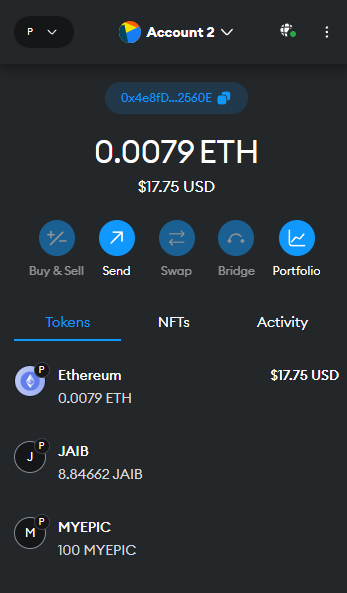 P
Account 2
0x4e8fD...2560E
0.0079 ETH
$17.75 USD
Buy & Sell
Send
Swap
Bridge
Portfolio
Tokens
NFTs
Activity
P
Ethereum
$17.75 USD
0.0079 ETH
P
J
JAIB
8.84662 JAIB
P
M
MYEPIC
100 MYEPIC